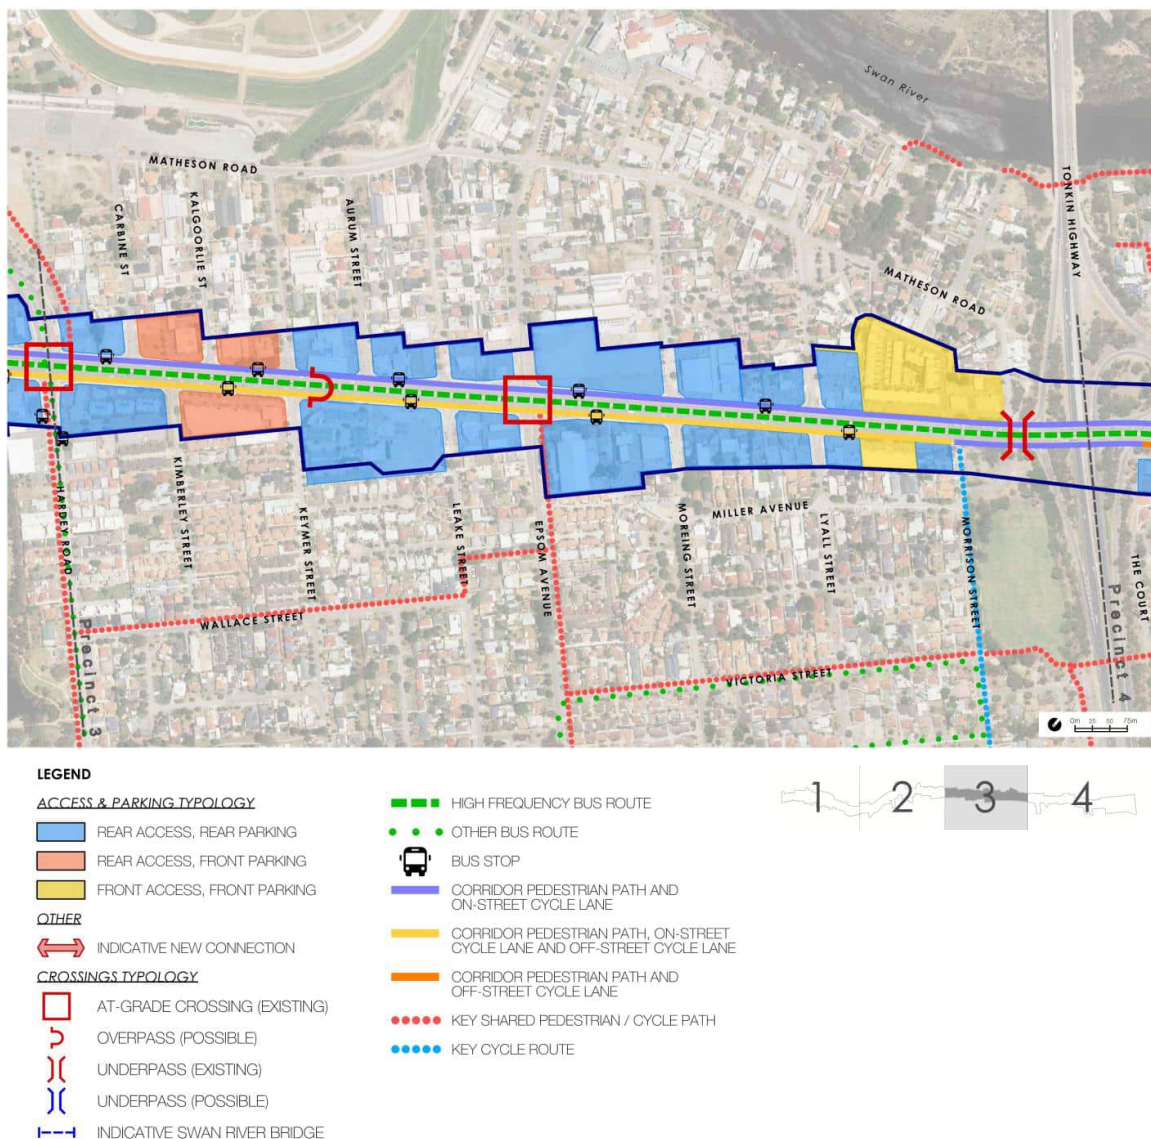 Swan River
MATHESON ROAD
CARBINE ST
KALGOORLIE ST
AURUM STREET
TONKIN HIGHWAY
MATHESON ROAD
HARDEY ROAD
KIMBERLEY STREET
KEYMER STREET
LEAKE STREET
EPSOM AVENUE
MOREING STREET
MILLER AVENUE
LYALL STREET
MORRISON STREET
THE COURT
WALLACE STREET
VICTORIA STREET
Precinct 3
Precinct 4
0m 25 50 75m
LEGEND
ACCESS & PARKING TYPOLOGY
REAR ACCESS, REAR PARKING
REAR ACCESS, FRONT PARKING
FRONT ACCESS, FRONT PARKING
OTHER
INDICATIVE NEW CONNECTION
CROSSINGS TYPOLOGY
AT-GRADE CROSSING (EXISTING)
OVERPASS (POSSIBLE)
UNDERPASS (EXISTING)
UNDERPASS (POSSIBLE)
INDICATIVE SWAN RIVER BRIDGE
HIGH FREQUENCY BUS ROUTE
OTHER BUS ROUTE
BUS STOP
CORRIDOR PEDESTRIAN PATH AND
ON-STREET CYCLE LANE
CORRIDOR PEDESTRIAN PATH, ON-STREET
CYCLE LANE AND OFF-STREET CYCLE LANE
CORRIDOR PEDESTRIAN PATH AND
OFF-STREET CYCLE LANE
KEY SHARED PEDESTRIAN / CYCLE PATH
KEY CYCLE ROUTE
1 2 3 4